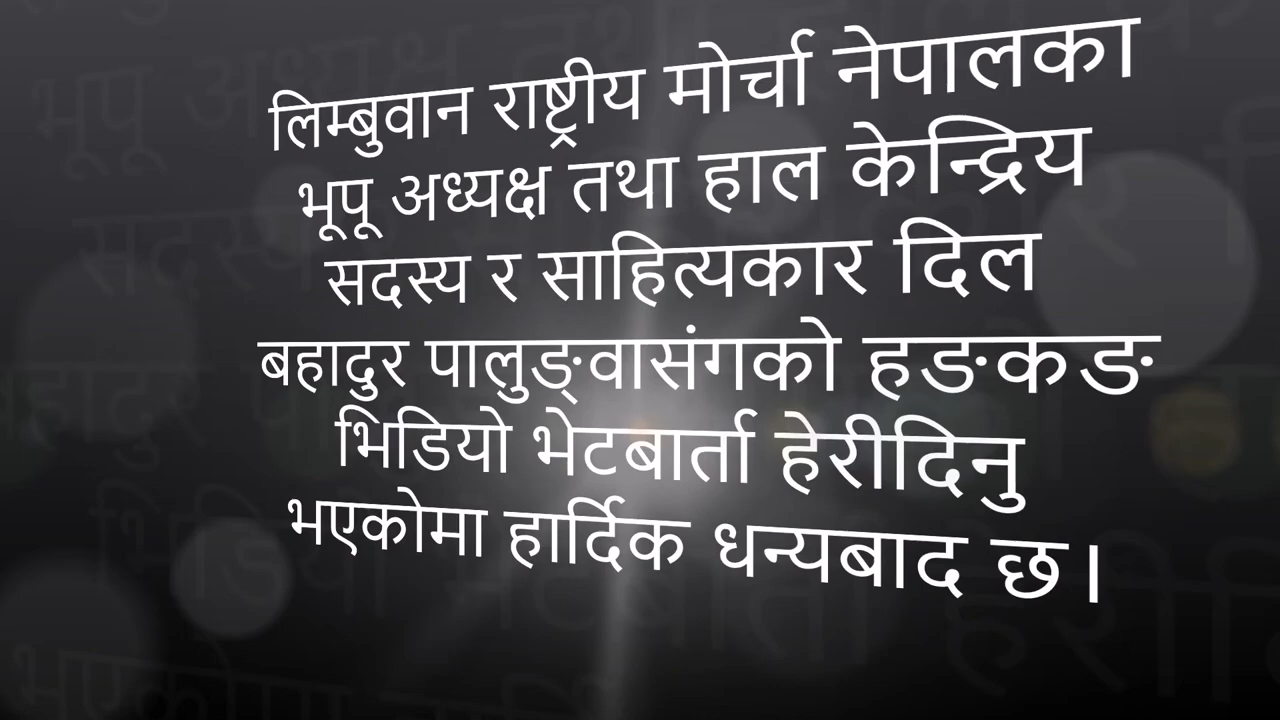 लिम्बुवान राष्ट्रीय मोर्चा नेपालका
भूपू अध्यक्ष तथा हाल केन्द्रिय
सदस्य र साहित्यकार दिल
बहादुर पालुङ्वासंगको हङकङ
भिडियो भेटबार्ता हेरीदिनु
भएकोमा हार्दिक धन्यबाद छ।